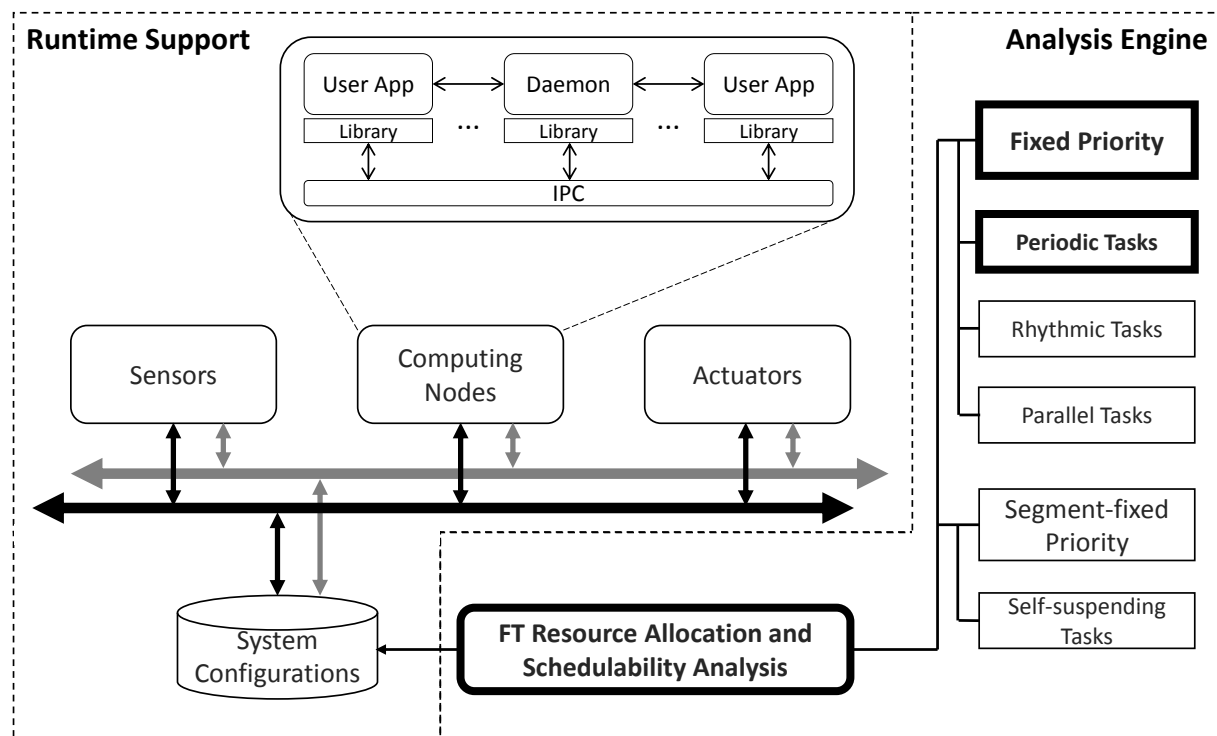 Runtime Support
Analysis Engine
User App
Daemon
User App
Library
...
Library
...
Library
IPC
Fixed Priority
Periodic Tasks
Rhythmic Tasks
Parallel Tasks
Sensors
Computing
Nodes
Actuators
Segment-fixed
Priority
Self-suspending
Tasks
System
Configurations
FT Resource Allocation and
Schedulability Analysis